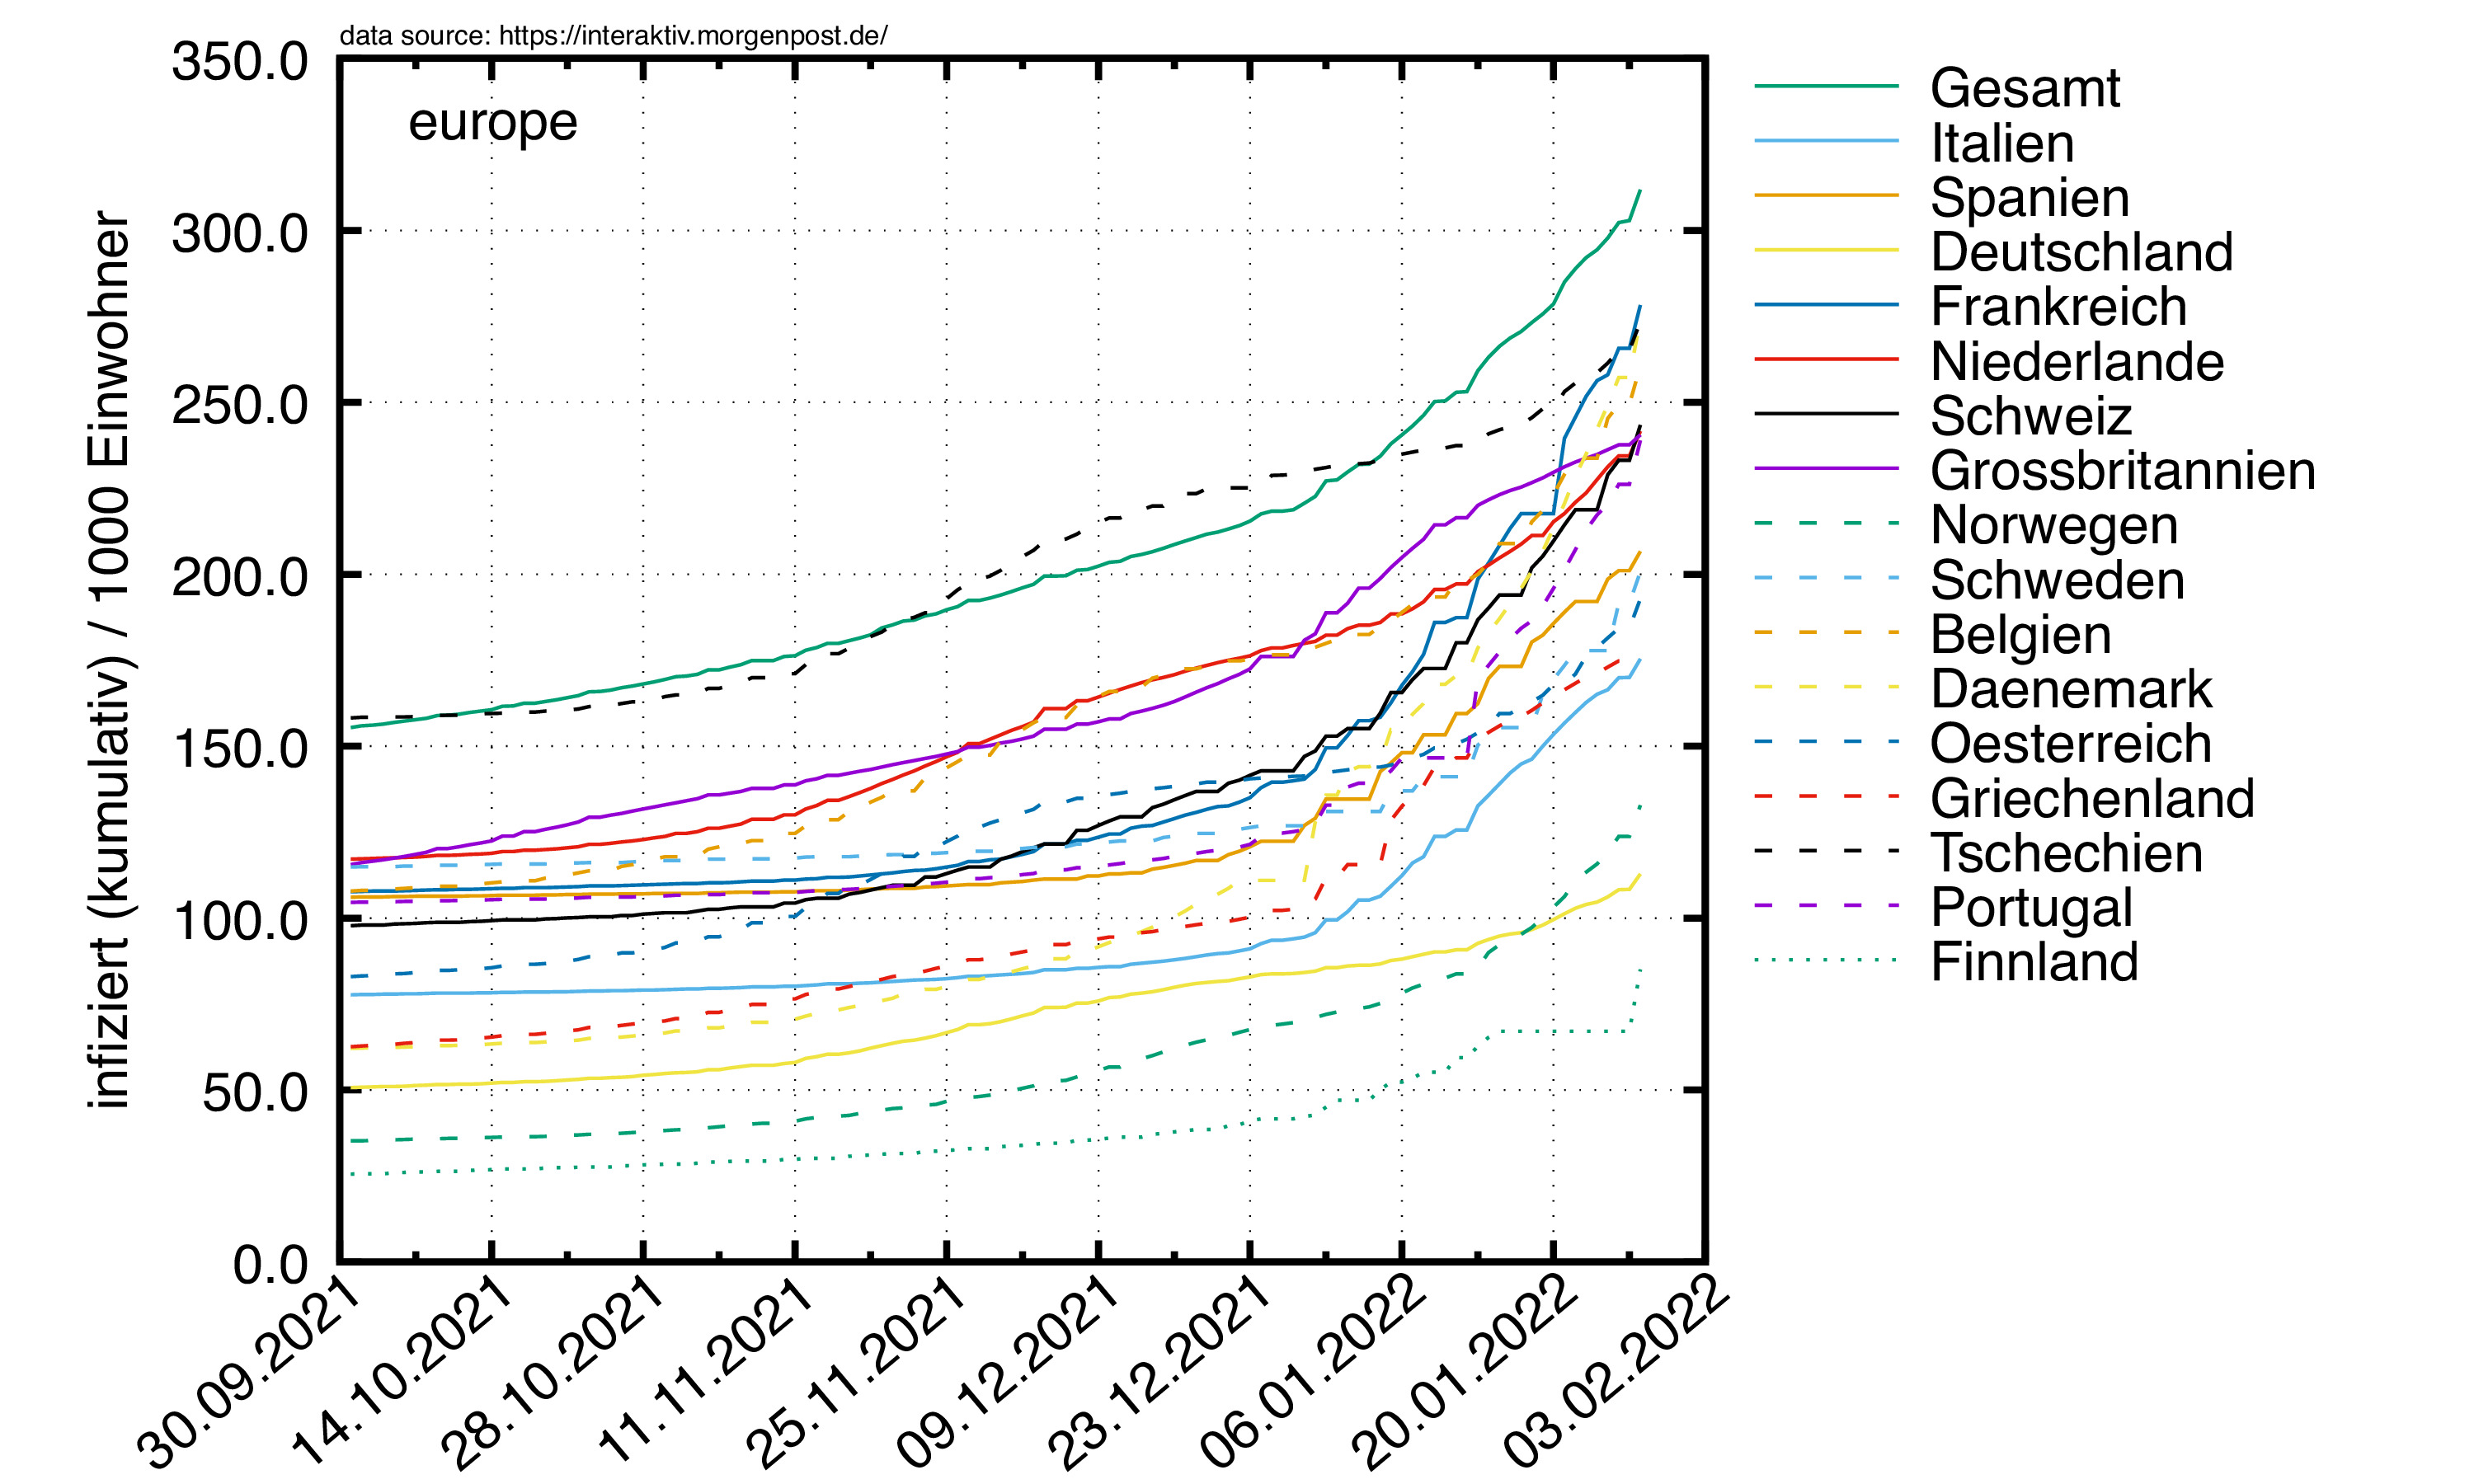 data source: https://interaktiv.morgenpost.de/
350.0
300.0
250.0
200.0
150.0
100.0
50.0
0.0
infiziert (kumulativ) / 1000 Einwohner
europe
30.09.2021
14.10.2021
28.10.2021
11.11.2021
25.11.2021
09.12.2021
23.12.2021
06.01.2022
20.01.2022
03.02.2022
Gesamt
Italien
Spanien
Deutschland
Frankreich
Niederlande
Schweiz
Grossbritannien
Norwegen
Schweden
Belgien
Daenemark
Oesterreich
Griechenland
Tschechien
Portugal
Finnland